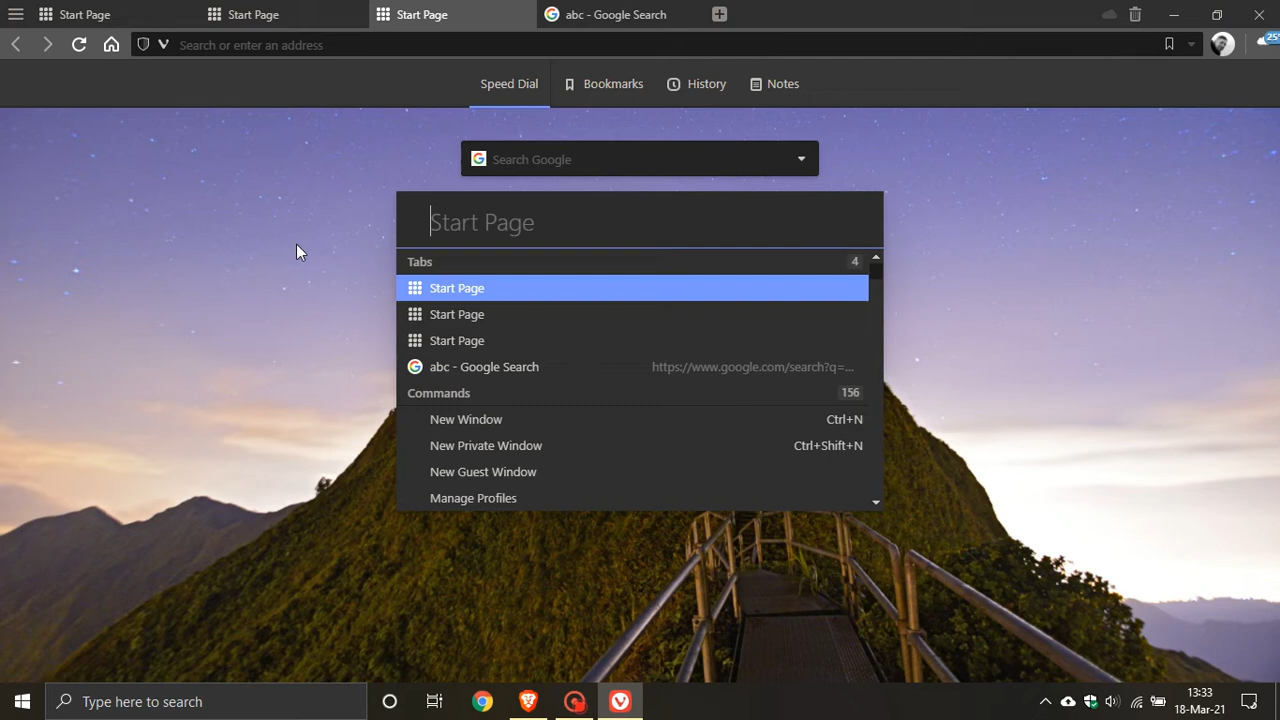 Start Page
Start Page
Start Page
abc - Google Search
Search or enter an address
25°
Speed Dial
Bookmarks
History
Notes
Search Google
Start Page
Tabs 4
Start Page
Start Page
Start Page
abc - Google Search https://www.google.com/search?q=...
Commands 156
New Window Ctrl+N
New Private Window Ctrl+Shift+N
New Guest Window
Manage Profiles
Type here to search
13:33
18-Mar-21